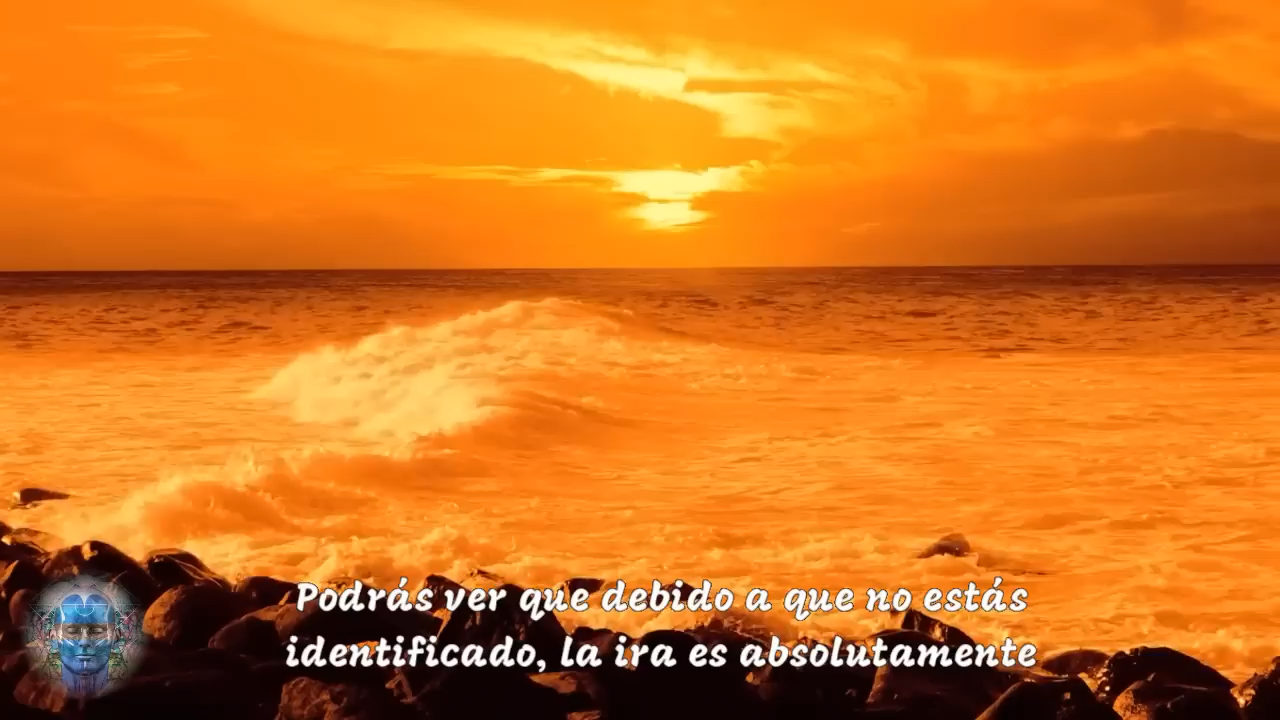 Podrás ver que debido a que no estás
identificado, la ira es absolutamente